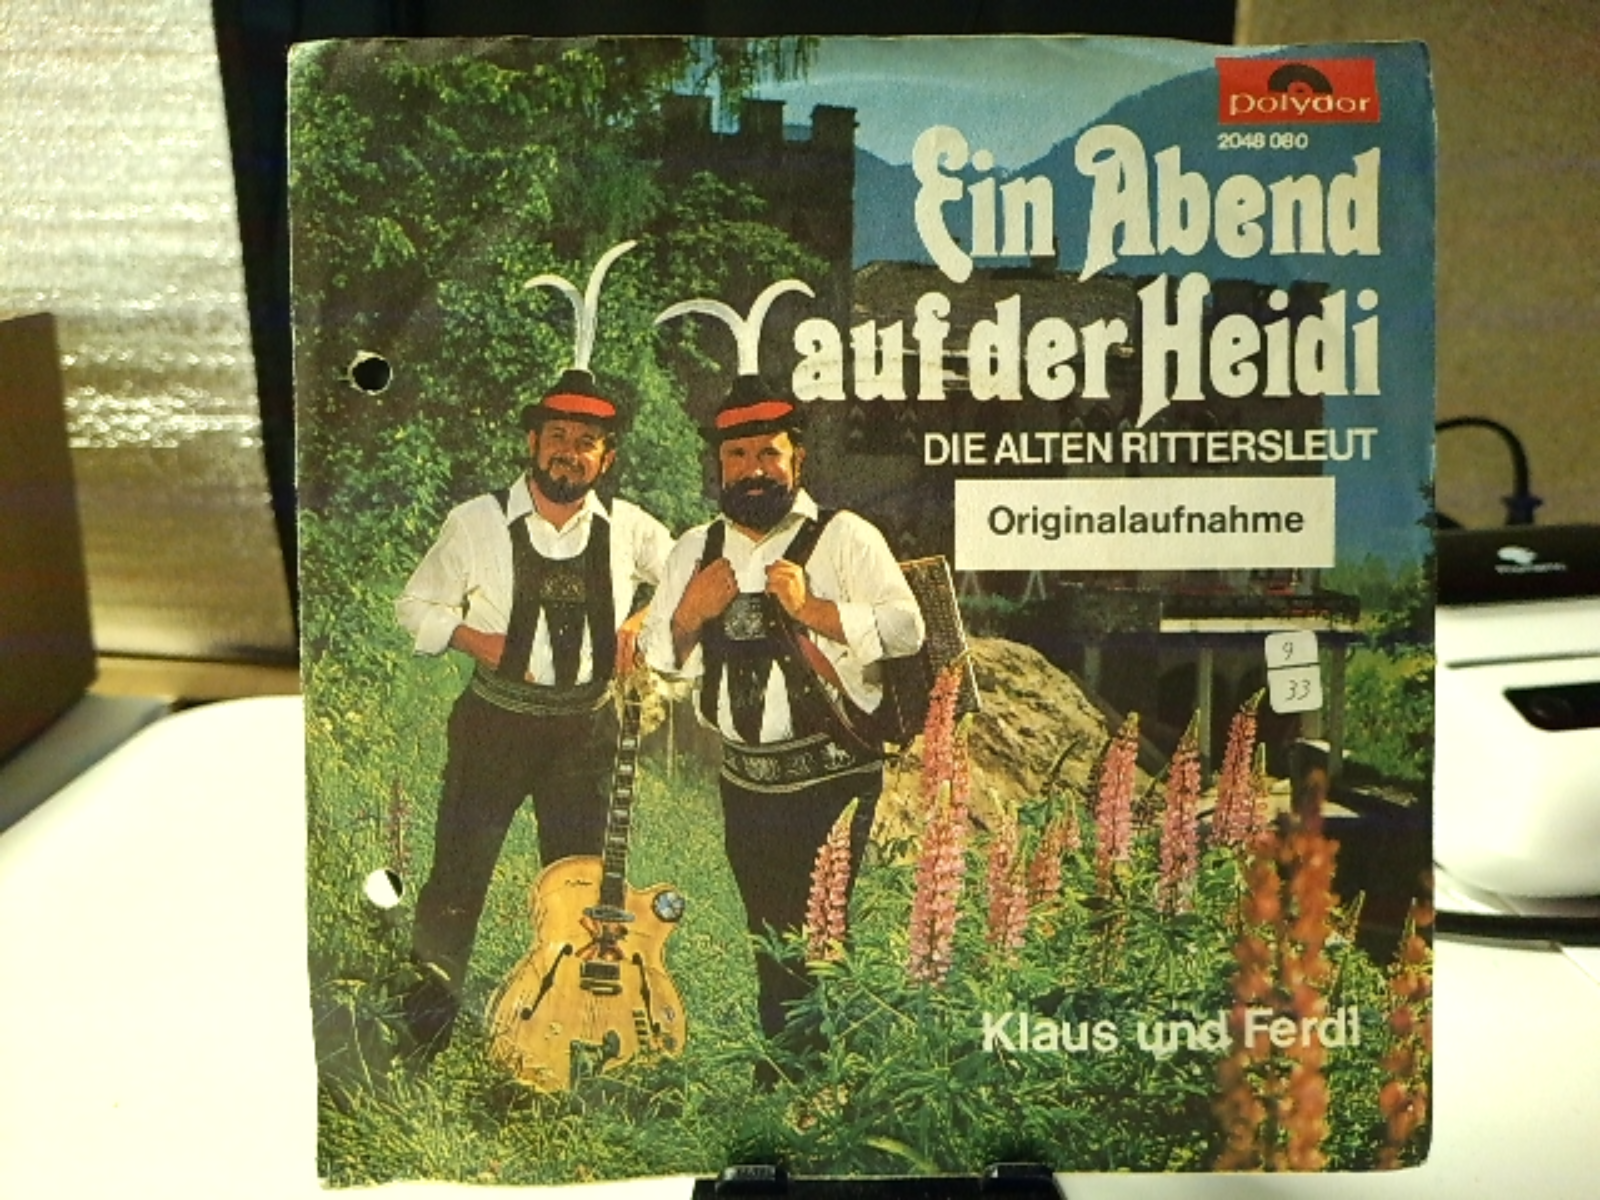 polydor
2048 080
Ein Abend
auf der Heidi
DIE ALTEN RITTERSLEUT
Originalaufnahme
9
33
Klaus und Ferdl